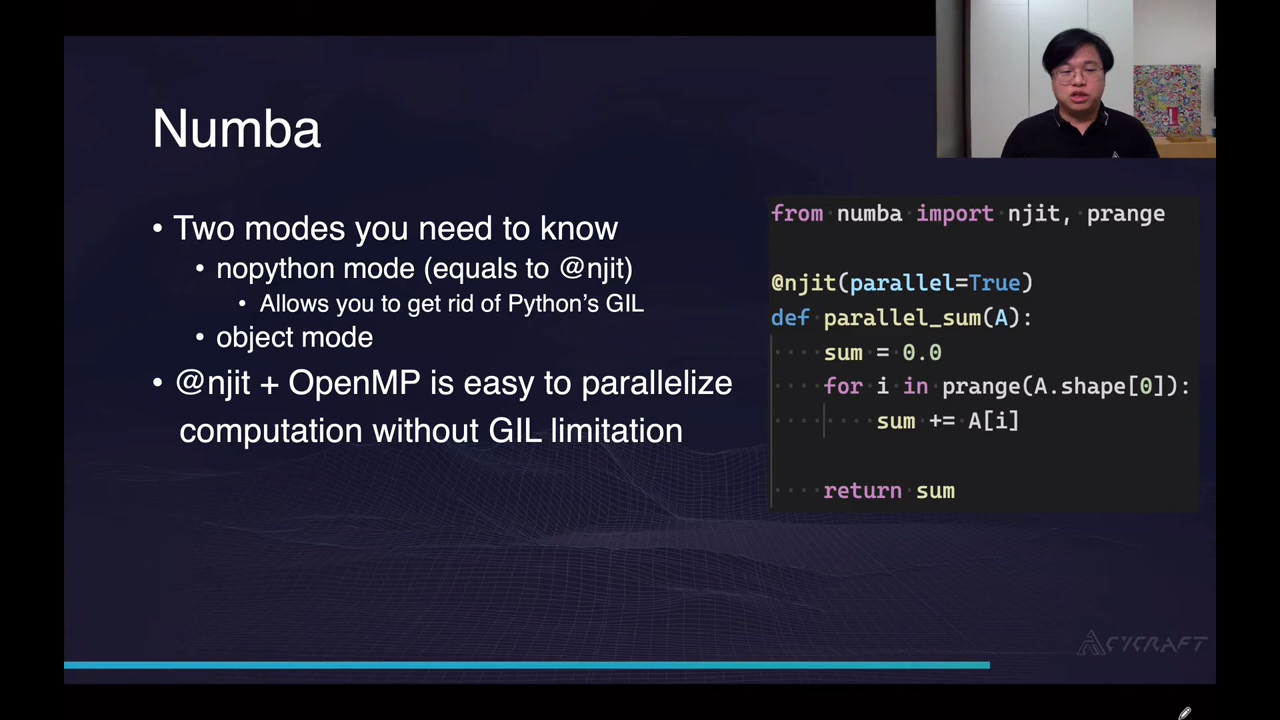 Numba
• Two modes you need to know
• nopython mode (equals to @njit)
• Allows you to get rid of Python's GIL
• object mode
• @njit + OpenMP is easy to parallelize
computation without GIL limitation
from numba import njit, prange
@njit(parallel=True)
def parallel_sum(A):
sum = 0.0
for i in prange(A.shape[0]):
sum += A[i]
return sum
CYCRAFT